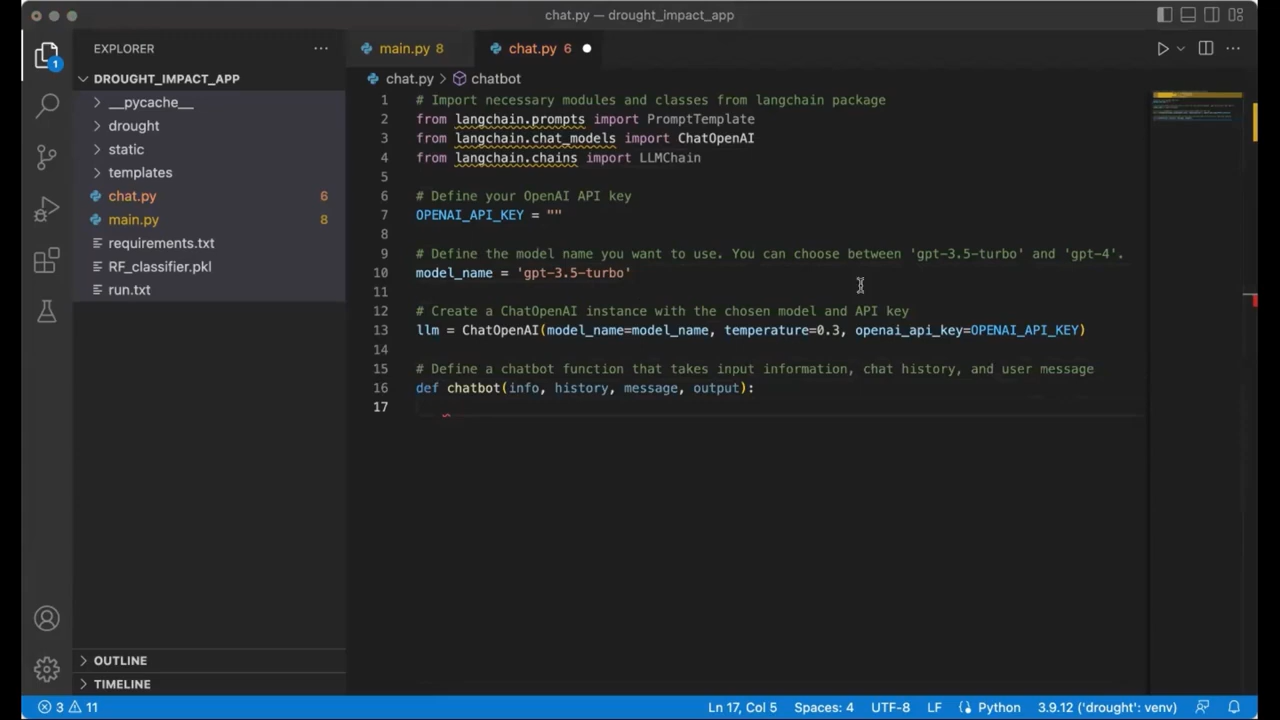 chat.py — drought_impact_app
EXPLORER
main.py 8
chat.py 6
DROUGHT_IMPACT_APP
chat.py > chatbot
1
__pycache__
drought
static
templates
chat.py 6
main.py 8
requirements.txt
RF_classifier.pkl
run.txt
1 # Import necessary modules and classes from langchain package
2 from langchain.prompts import PromptTemplate
3 from langchain.chat_models import ChatOpenAI
4 from langchain.chains import LLMChain
5
6 # Define your OpenAI API key
7 OPENAI_API_KEY = ""
8
9 # Define the model name you want to use. You can choose between 'gpt-3.5-turbo' and 'gpt-4'.
10 model_name = 'gpt-3.5-turbo'
11
12 # Create a ChatOpenAI instance with the chosen model and API key
13 llm = ChatOpenAI(model_name=model_name, temperature=0.3, openai_api_key=OPENAI_API_KEY)
14
15 # Define a chatbot function that takes input information, chat history, and user message
16 def chatbot(info, history, message, output):
17
OUTLINE
TIMELINE
3 11
Ln 17, Col 5
Spaces: 4
UTF-8
LF
Python
3.9.12 ('drought': venv)